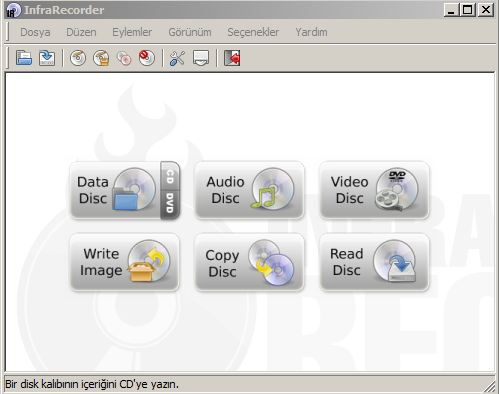 InfraRecorder
Dosya Düzen Eylemler Görünüm Seçenekler Yardım
Data Disc CD DVD
Audio Disc
Video Disc DVD
Write Image
Copy Disc
Read Disc
Bir disk kalıbının içeriğini CD'ye yazın.